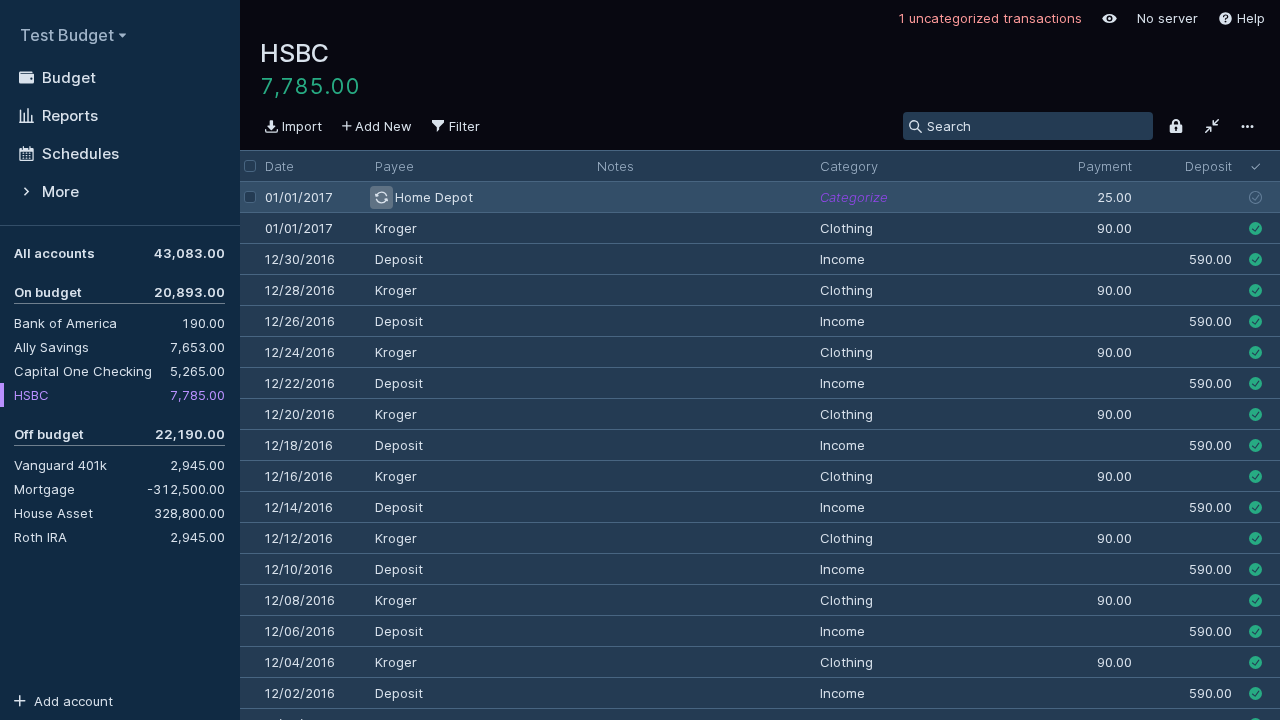 Test Budget
Budget
Reports
Schedules
More
All accounts 43,083.00
On budget 20,893.00
Bank of America 190.00
Ally Savings 7,653.00
Capital One Checking 5,265.00
HSBC 7,785.00
Off budget 22,190.00
Vanguard 401k 2,945.00
Mortgage -312,500.00
House Asset 328,800.00
Roth IRA 2,945.00
Add account
1 uncategorized transactions No server Help
HSBC
7,785.00
Import Add New Filter Search
Date Payee Notes Category Payment Deposit
01/01/2017 Home Depot Categorize 25.00
01/01/2017 Kroger Clothing 90.00
12/30/2016 Deposit Income 590.00
12/28/2016 Kroger Clothing 90.00
12/26/2016 Deposit Income 590.00
12/24/2016 Kroger Clothing 90.00
12/22/2016 Deposit Income 590.00
12/20/2016 Kroger Clothing 90.00
12/18/2016 Deposit Income 590.00
12/16/2016 Kroger Clothing 90.00
12/14/2016 Deposit Income 590.00
12/12/2016 Kroger Clothing 90.00
12/10/2016 Deposit Income 590.00
12/08/2016 Kroger Clothing 90.00
12/06/2016 Deposit Income 590.00
12/04/2016 Kroger Clothing 90.00
12/02/2016 Deposit Income 590.00